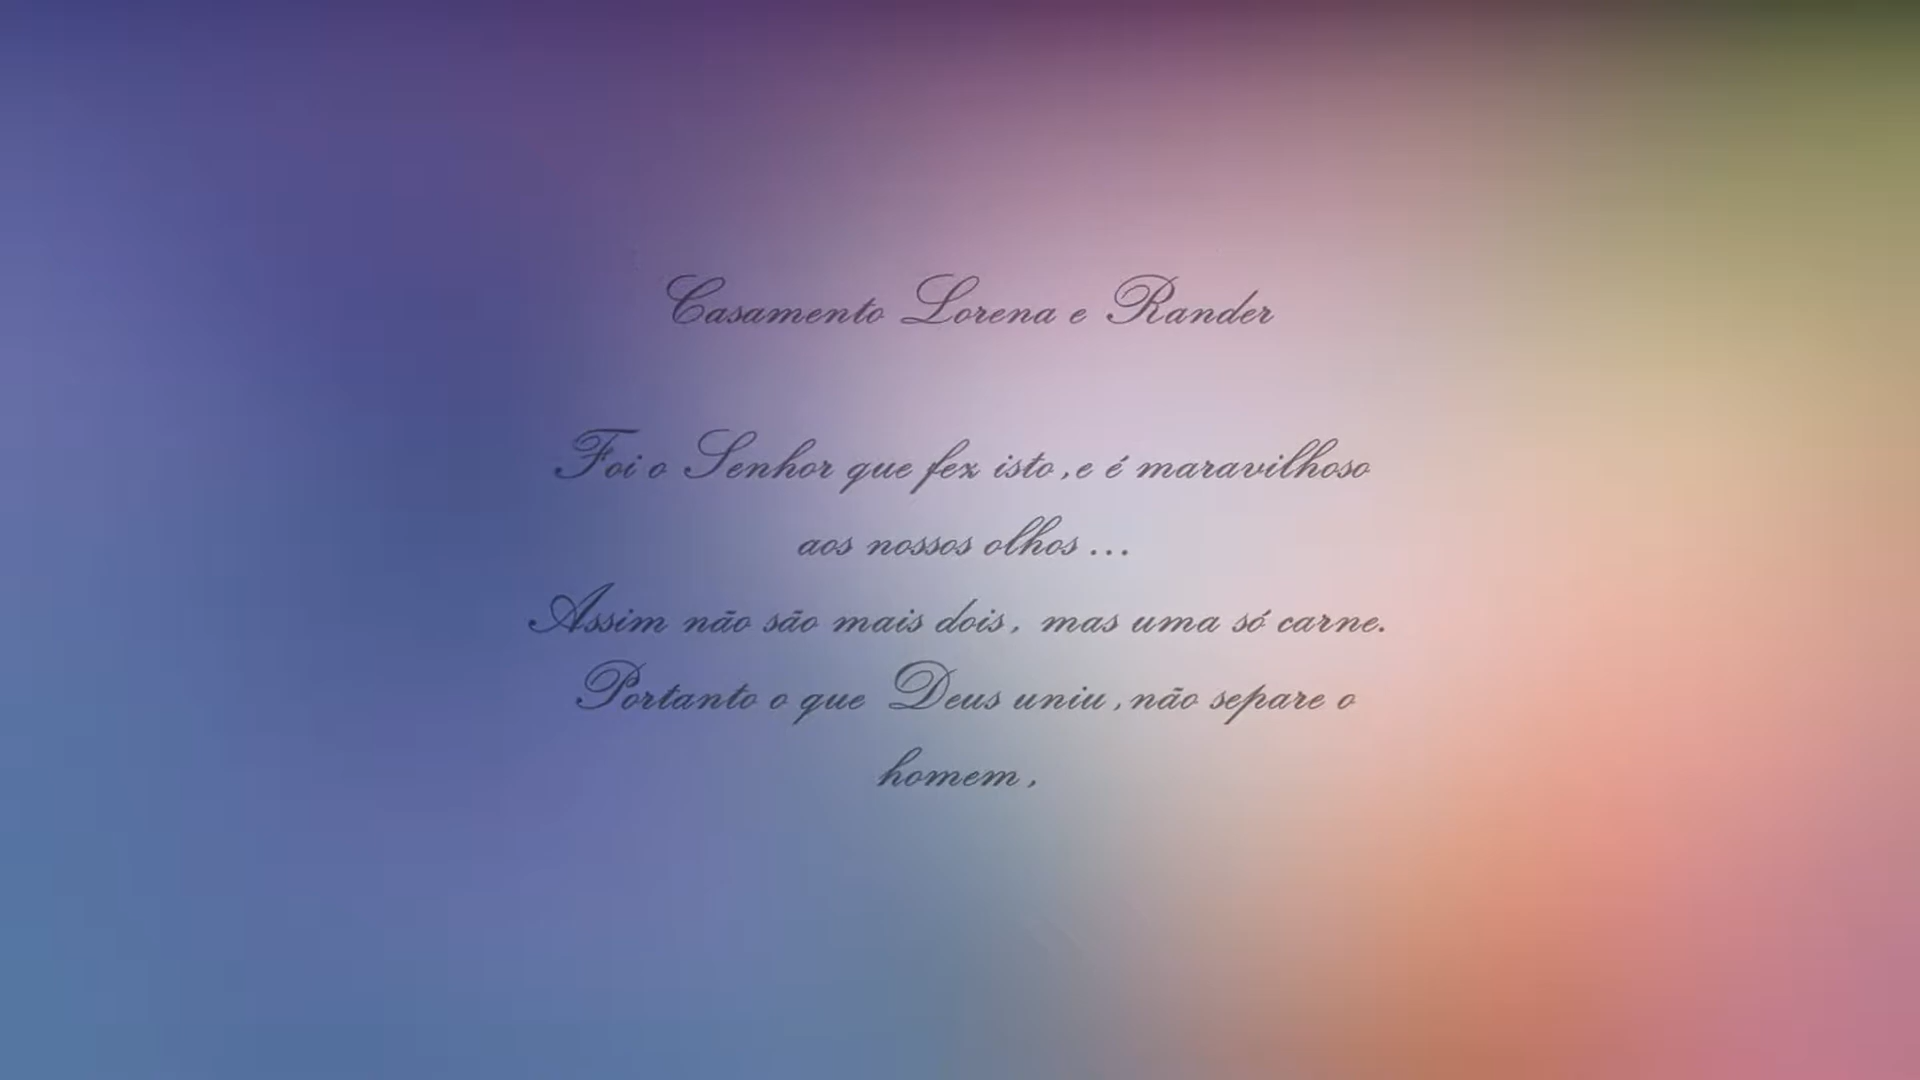 Casamento Lorena e Rander
Foi o Senhor que fez isto ,e é maravilhoso
aos nossos olhos ...
Assim não são mais dois, mas uma só carne.
Portanto o que Deus uniu ,não separe o
homem ,